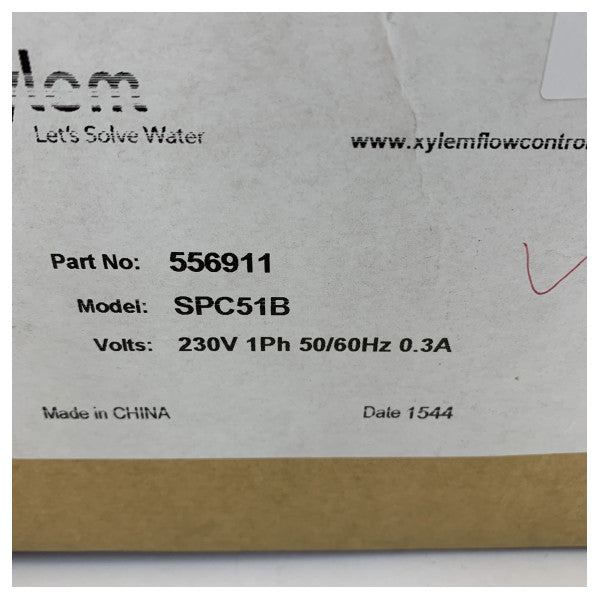 xylem
Let's Solve Water
www.xylemflowcontro
Part No: 556911
Model: SPC51B
Volts: 230V 1Ph 50/60Hz 0.3A
Made in CHINA
Date 1544